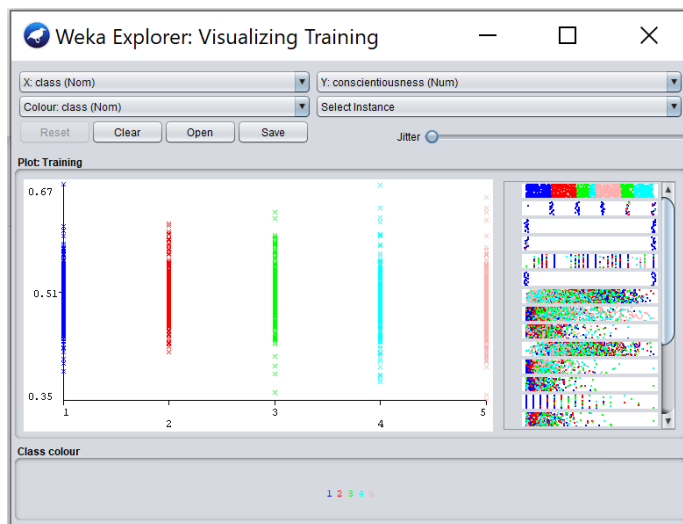 Weka Explorer: Visualizing Training
X: class (Nom) Y: conscientiousness (Num)
Colour: class (Nom) Select Instance
Reset Clear Open Save Jitter
Plot: Training
0.67
0.51
0.35
1 2 3 4 5
Class colour
1 2 3 4 5